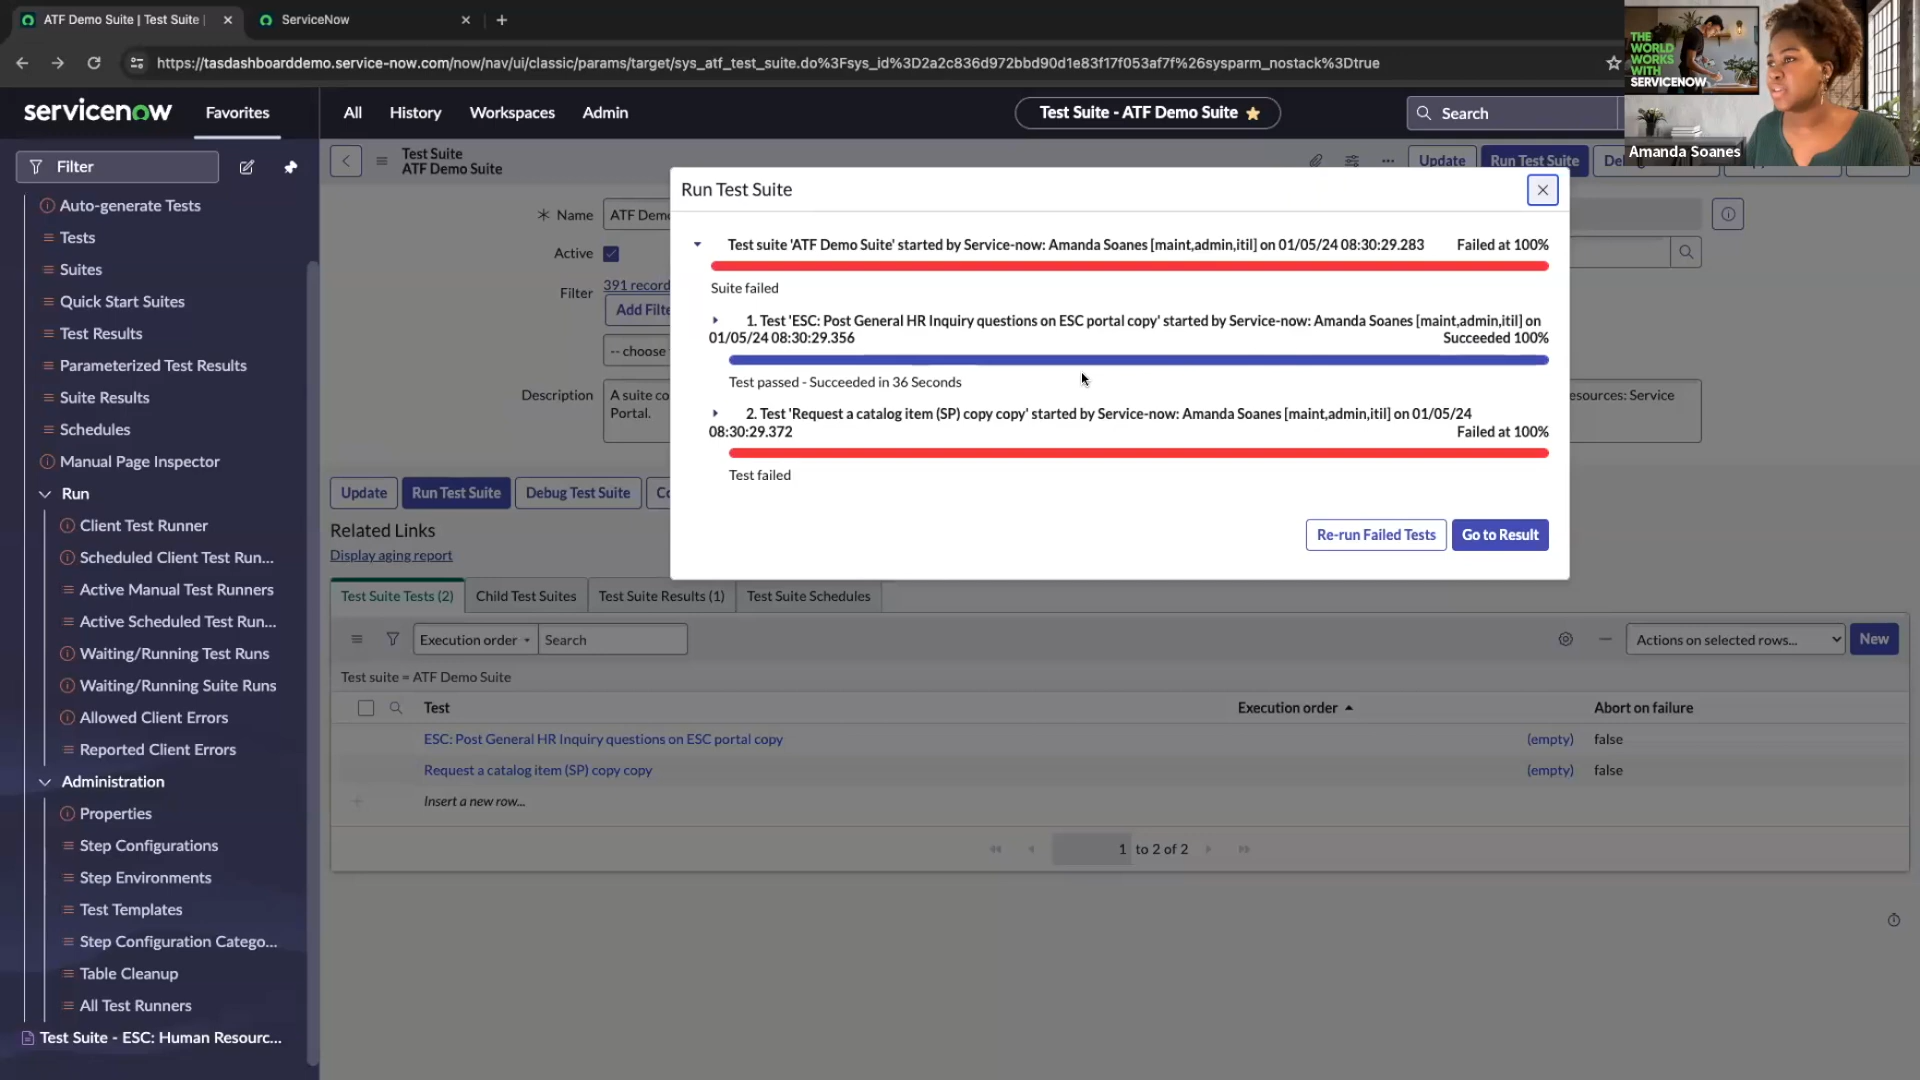 ATF Demo Suite | Test Suite |
ServiceNow
https://tasdashboarddemo.service-now.com/now/nav/ui/classic/params/target/sys_atf_test_suite.do%3Fsys_id%3D2a2c836d972bbd90d1e83f17f053af7f%26sysparm_nostack%3Dtrue
THE
WORLD
WORKS
WITH
SERVICENOW
Amanda Soanes
servicenow
Favorites
All
History
Workspaces
Admin
Test Suite - ATF Demo Suite
Search
Filter
Auto-generate Tests
Tests
Suites
Quick Start Suites
Test Results
Parameterized Test Results
Suite Results
Schedules
Manual Page Inspector
Run
Client Test Runner
Scheduled Client Test Run...
Active Manual Test Runners
Active Scheduled Test Run...
Waiting/Running Test Runs
Waiting/Running Suite Runs
Allowed Client Errors
Reported Client Errors
Administration
Properties
Step Configurations
Step Environments
Test Templates
Step Configuration Catego...
Table Cleanup
All Test Runners
Test Suite - ESC: Human Resourc...
Test Suite
ATF Demo Suite
Update
Run Test Suite
De
Name
ATF Demo
Active
Filter
391 record
Add Filte
-- choose
Description
A suite co
Portal.
esources: Service
Run Test Suite
Test suite 'ATF Demo Suite' started by Service-now: Amanda Soanes [maint,admin,itil] on 01/05/24 08:30:29.283 Failed at 100%
Suite failed
1. Test 'ESC: Post General HR Inquiry questions on ESC portal copy' started by Service-now: Amanda Soanes [maint,admin,itil] on
01/05/24 08:30:29.356 Succeeded 100%
Test passed - Succeeded in 36 Seconds
2. Test 'Request a catalog item (SP) copy copy' started by Service-now: Amanda Soanes [maint,admin,itil] on 01/05/24
08:30:29.372 Failed at 100%
Test failed
Re-run Failed Tests
Go to Result
Update
Run Test Suite
Debug Test Suite
Co
Related Links
Display aging report
Test Suite Tests (2)
Child Test Suites
Test Suite Results (1)
Test Suite Schedules
Execution order
Search
Actions on selected rows...
New
Test suite = ATF Demo Suite
Test
Execution order
Abort on failure
ESC: Post General HR Inquiry questions on ESC portal copy (empty) false
Request a catalog item (SP) copy copy (empty) false
Insert a new row...
1 to 2 of 2